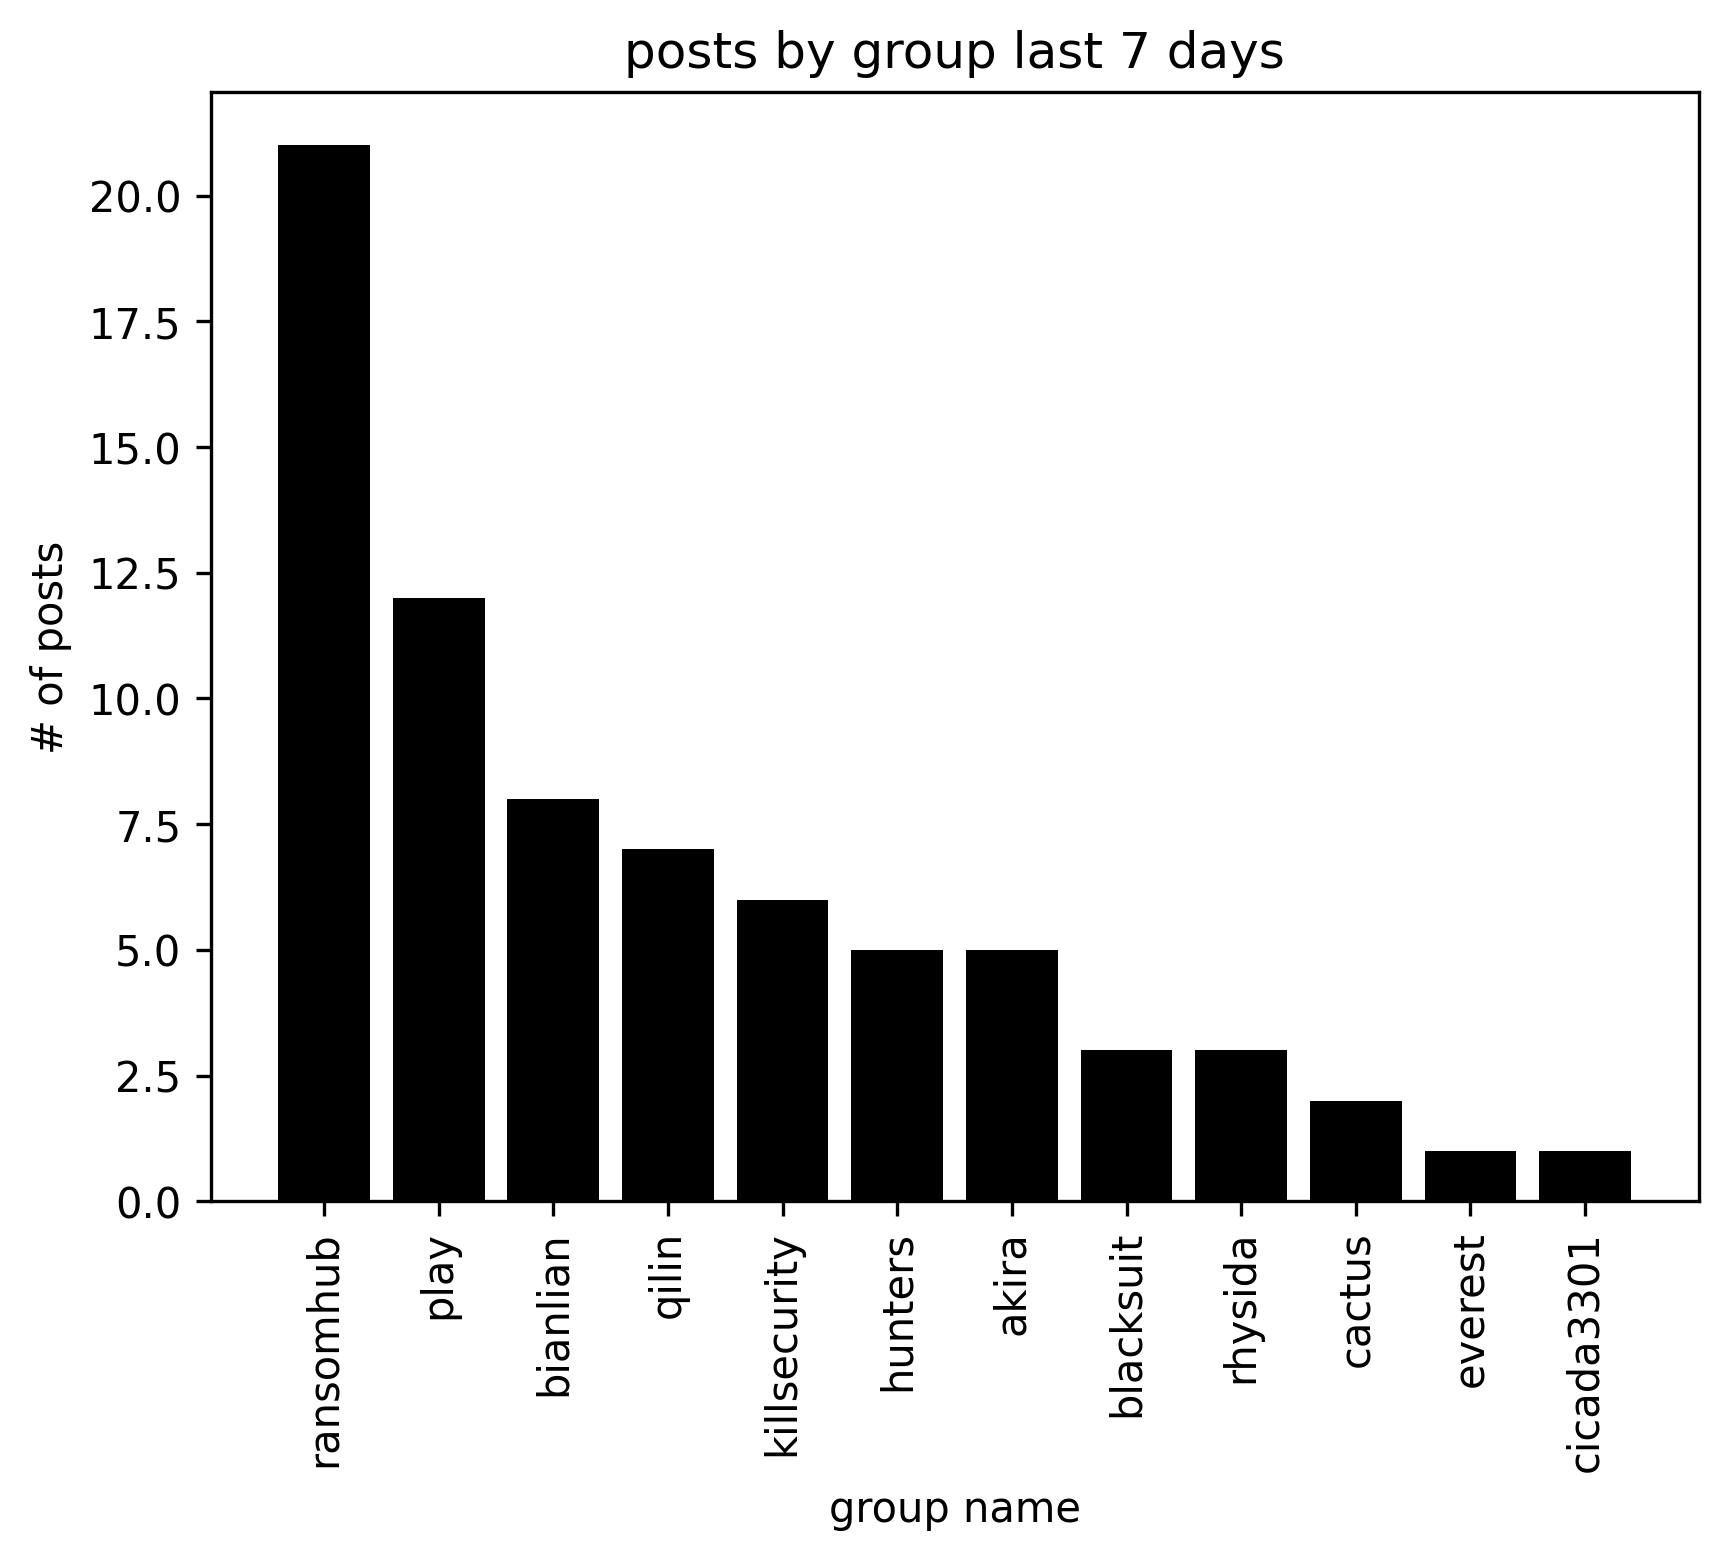 posts by group last 7 days
# of posts
20.0
17.5
15.0
12.5
10.0
7.5
5.0
2.5
0.0
ransomhub
play
bianlian
qilin
killsecurity
hunters
akira
blacksuit
rhysida
cactus
everest
cicada3301
group name